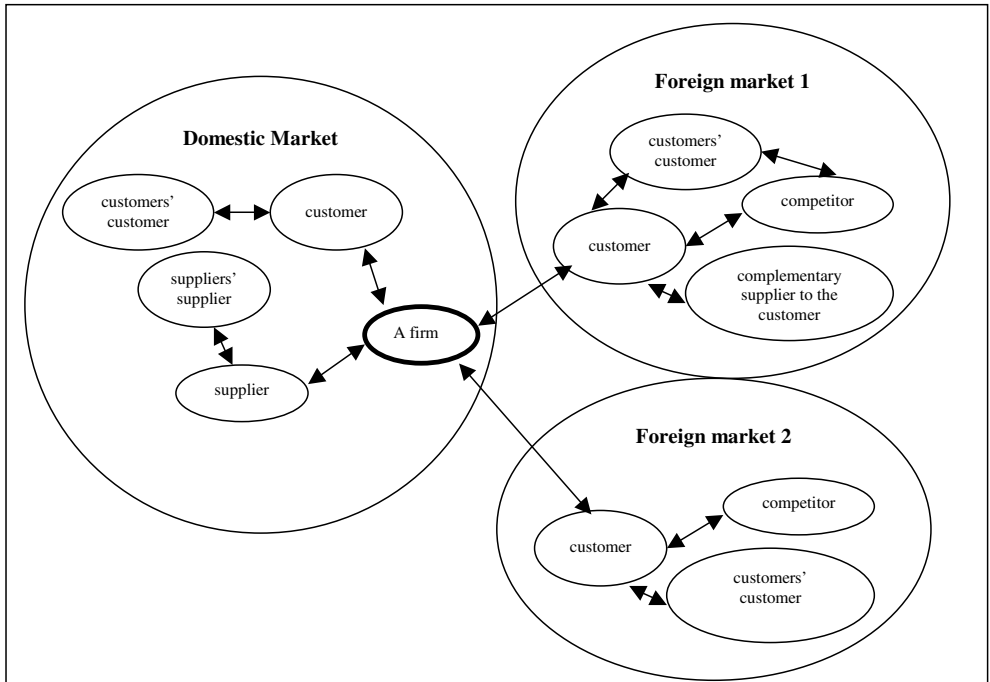 Domestic Market
customers’
customer
customer
suppliers’
supplier
A firm
supplier
Foreign market 1
customers’
customer
competitor
customer
complementary
supplier to the
customer
Foreign market 2
competitor
customer
customers’
customer